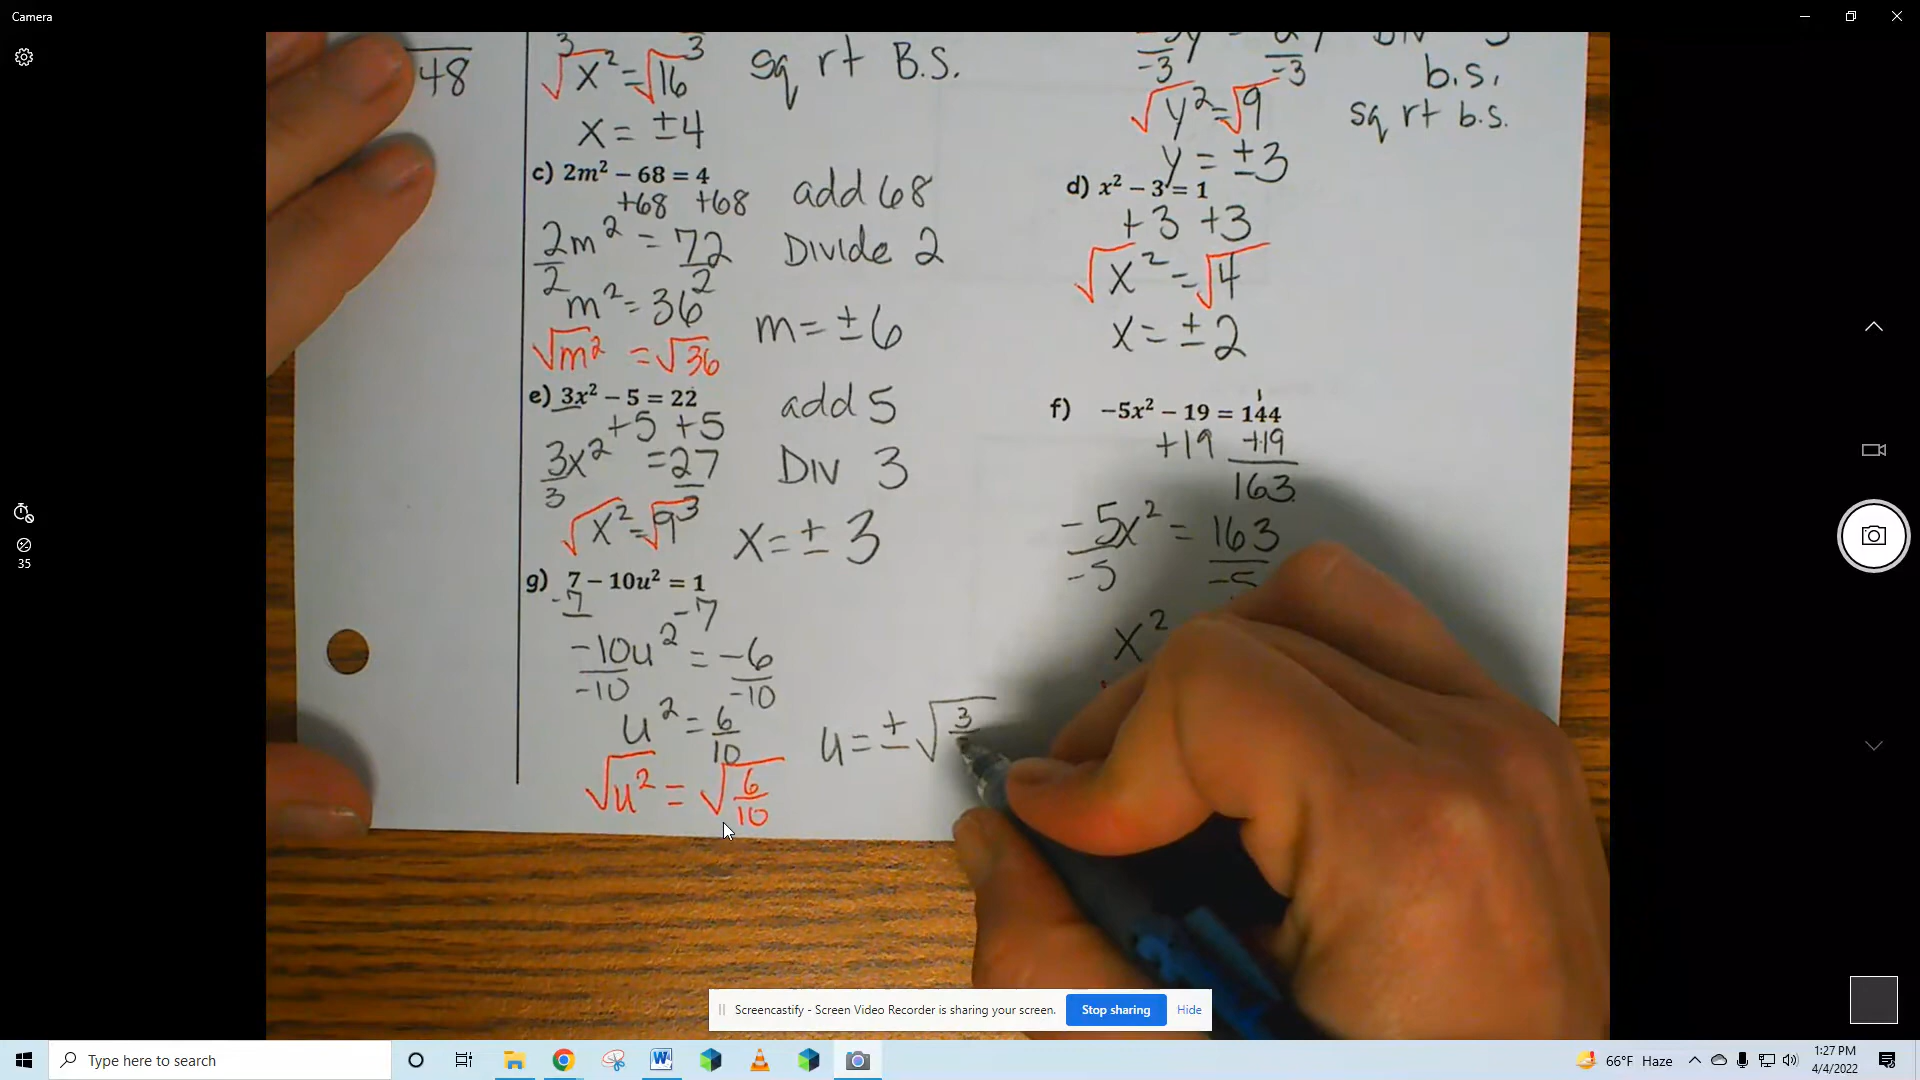 Camera
48
³√x² = √16 3
sq rt B.S.
x = ±4
c) 2m² − 68 = 4
+68 +68
add 68
2m² = 72
2 2
Divide 2
m² = 36
√m² = √36
m = ±6
e) 3x² − 5 = 22
+5 +5
add 5
3x² = 27
3 3
Div 3
√x² = √9
x = ± 3
g) 7 − 10u² = 1
-7 -7
-10u² = -6
-10 -10
u² = 6/10
√u² = √6/10
u = ± √3
-3 -3
b.s.
√y² = √9
sq rt b.s.
y = ±3
d) x² − 3 = 1
+3 +3
√x² = √4
x = ±2
f) −5x² − 19 = 144
1
+19 +19
163
-5x² = 163
-5 -5
x²
35
Screencastify - Screen Video Recorder is sharing your screen.
Stop sharing
Hide
Type here to search
66°F Haze
1:27 PM
4/4/2022